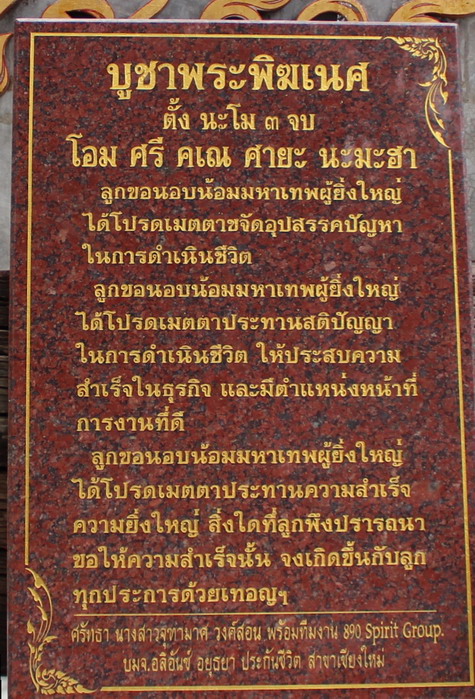 บูชาพระพิฆเนศ
ตั้ง นะโม ๓ จบ
โอม ศรี คเณ ศายะ นะมะฮา
ลูกขอนอบน้อมมหาเทพผู้ยิ่งใหญ่
ได้โปรดเมตตาขจัดอุปสรรคปัญหา
ในการดำเนินชีวิต
ลูกขอนอบน้อมมหาเทพผู้ยิ่งใหญ่
ได้โปรดเมตตาประทานสติปัญญา
ในการดำเนินชีวิต ให้ประสบความ
สำเร็จในธุรกิจ และมีตำแหน่งหน้าที่
การงานที่ดี
ลูกขอนอบน้อมมหาเทพผู้ยิ่งใหญ่
ได้โปรดเมตตาประทานความสำเร็จ
ความยิ่งใหญ่ สิ่งใดที่ลูกพึงปรารถนา
ขอให้ความสำเร็จนั้น จงเกิดขึ้นกับลูก
ทุกประการด้วยเทอญฯ
ศรัทธา นางสาวจุฑามาศ วงค์สอน พร้อมทีมงาน 890 Spirit Group.
บมจ.อลิอันซ์ อยุธยา ประกันชีวิต สาขาเชียงใหม่